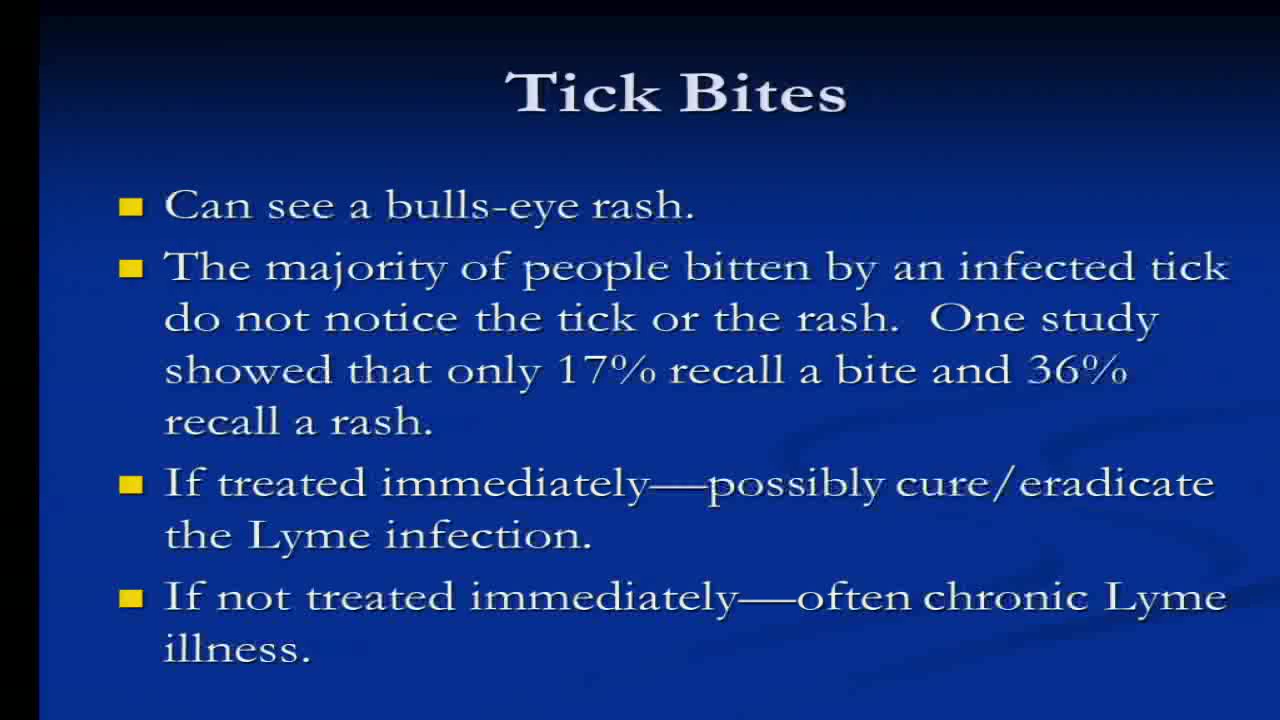 Tick Bites
Can see a bulls-eye rash.
The majority of people bitten by an infected tick
do not notice the tick or the rash.  One study
showed that only 17% recall a bite and 36%
recall a rash.
If treated immediately—possibly cure/eradicate
the Lyme infection.
If not treated immediately—often chronic Lyme
illness.